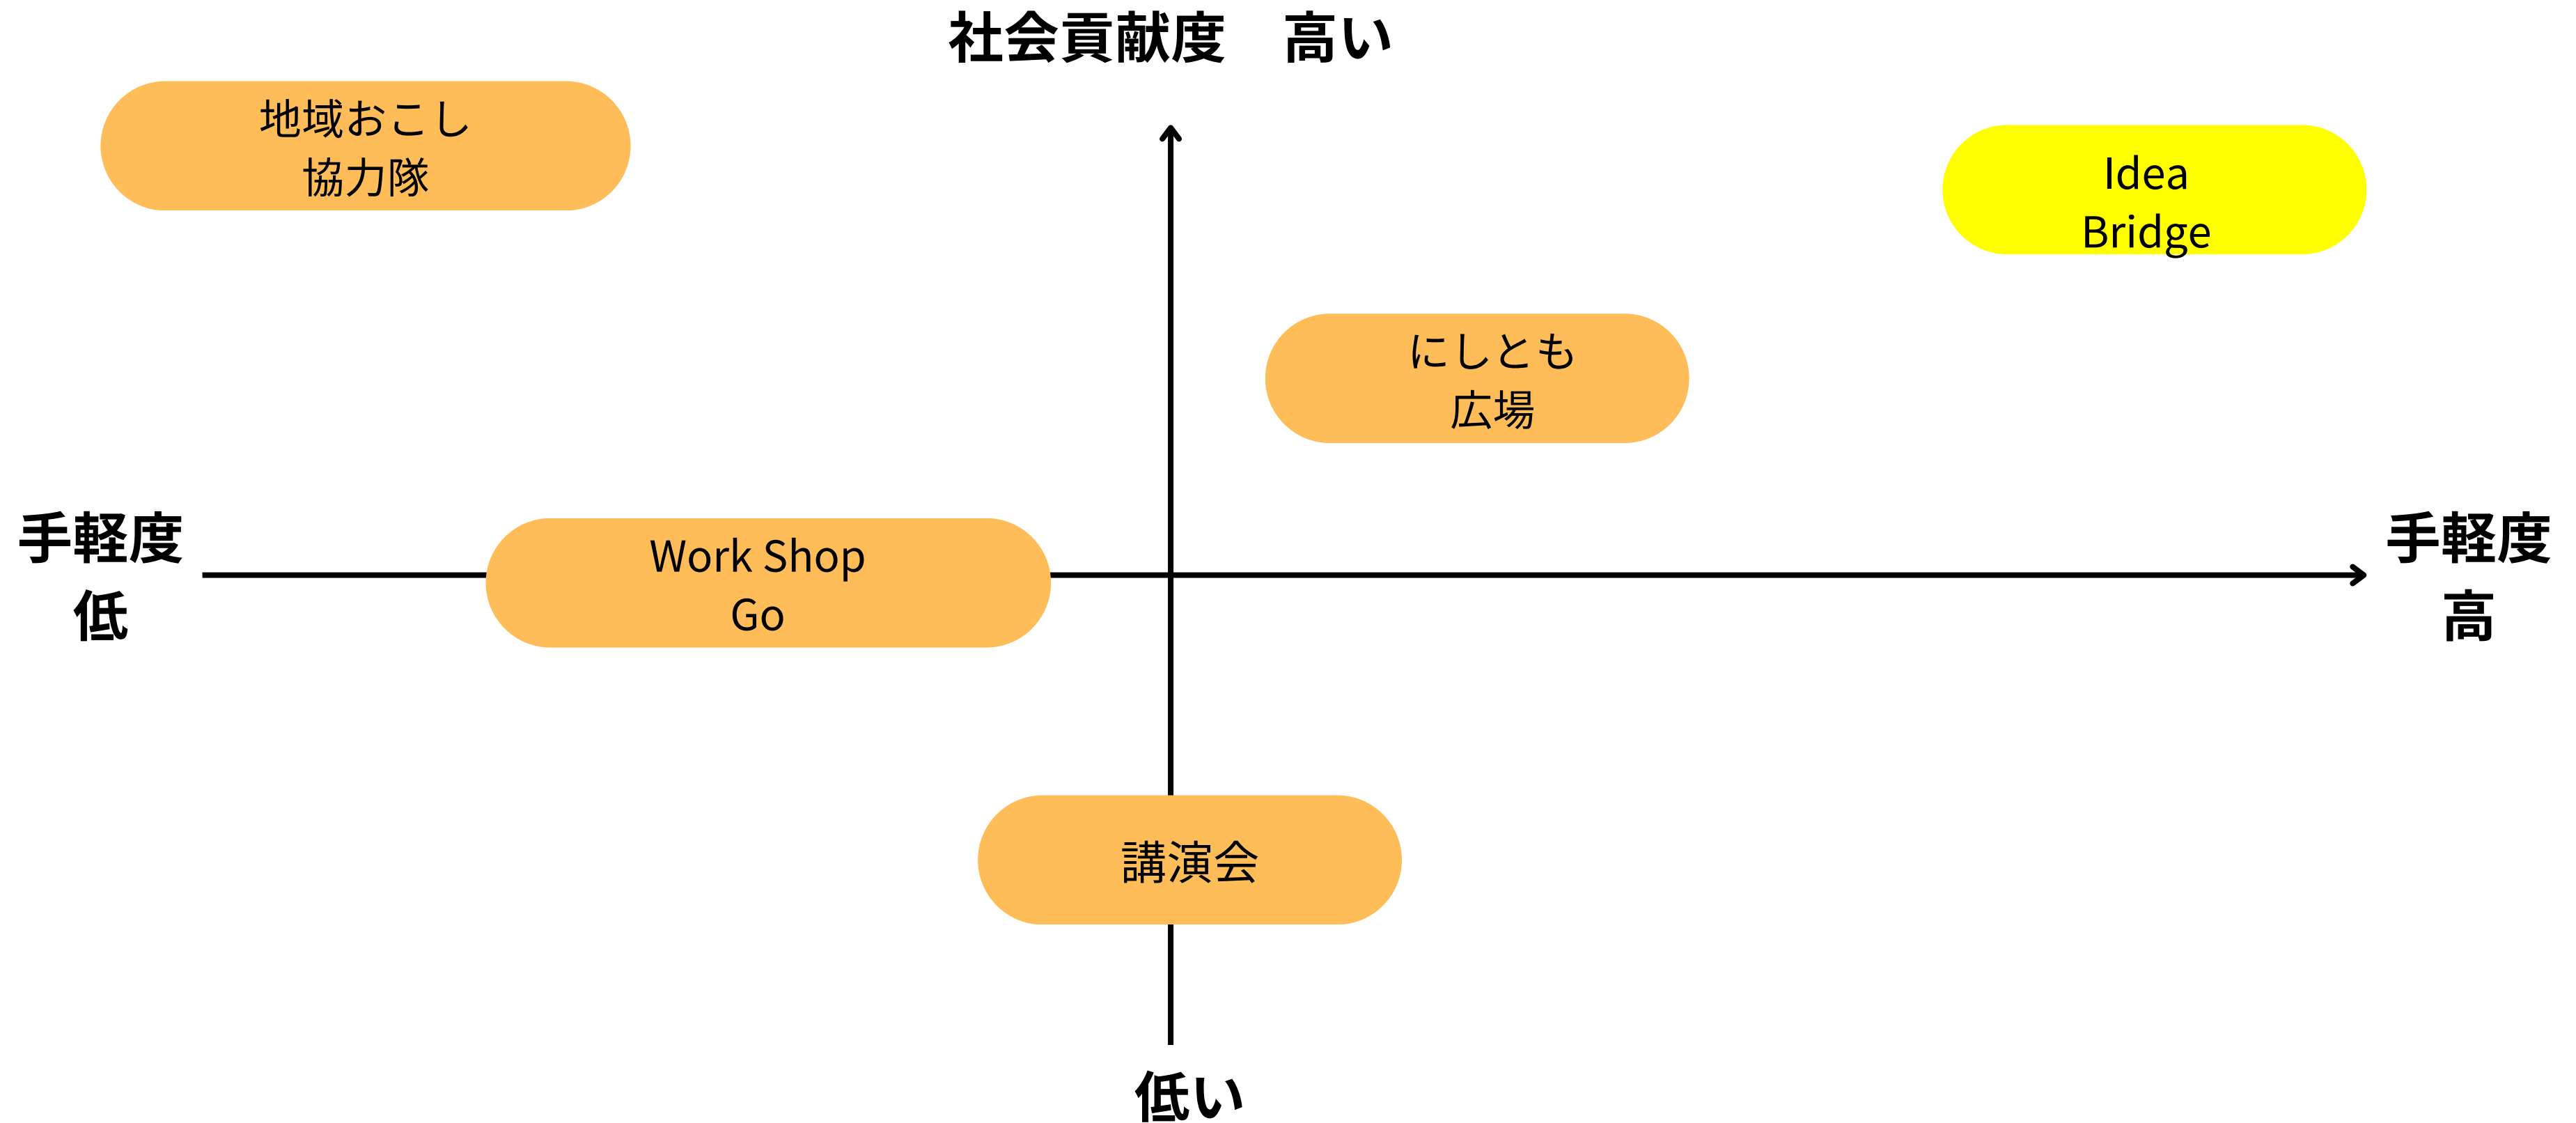 社会貢献度　高い
地域おこし
協力隊
Idea
Bridge
にしとも
広場
手軽度
低
Work Shop
Go
手軽度
高
講演会
低い